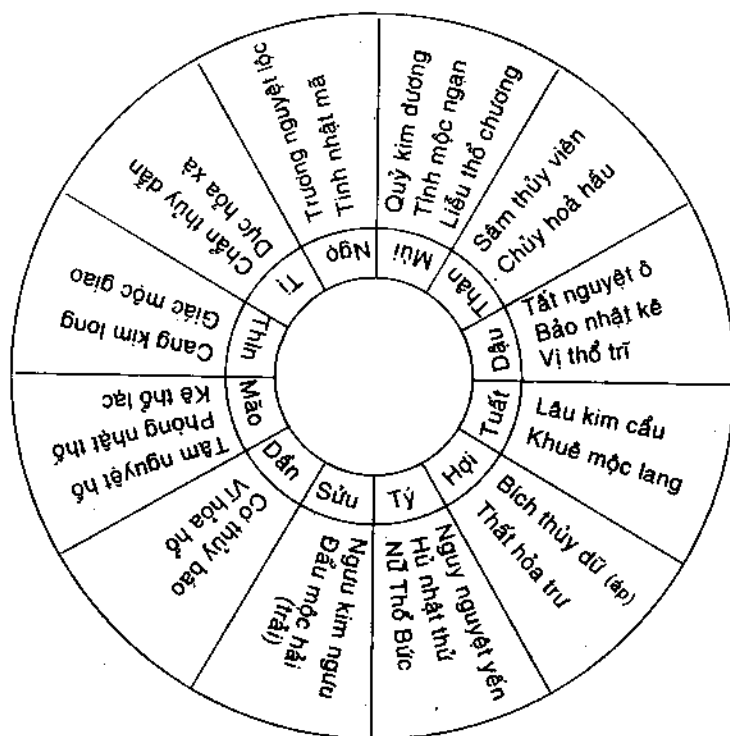 Trương nguyệt lộc
Tinh nhật mã
Ngọ
Quỷ kim dương
Tỉnh mộc ngạn
Liễu thổ chương
Mùi
Sâm thủy viên
Chủy hoả hầu
Thân
Tất nguyệt ô
Bảo nhật kê
Vị thổ trĩ
Dậu
Lâu kim cẩu
Khuê mộc lang
Tuất
Bích thủy dữ (áp)
Thất hỏa trư
Hợi
Nguy nguyệt yến
Hủ nhật thử
Nữ Thổ Bức
Tý
Ngưu kim ngưu
Đẩu mộc hải
(trải)
Sửu
Cơ thủy báo
Vĩ hỏa hổ
Dần
Tâm nguyệt hồ
Phòng nhật thố
Kê thổ lạc
Mão
Cang kim long
Giác mộc giao
Thìn
Chẩn thủy dẫn
Dực hỏa xà
Tị